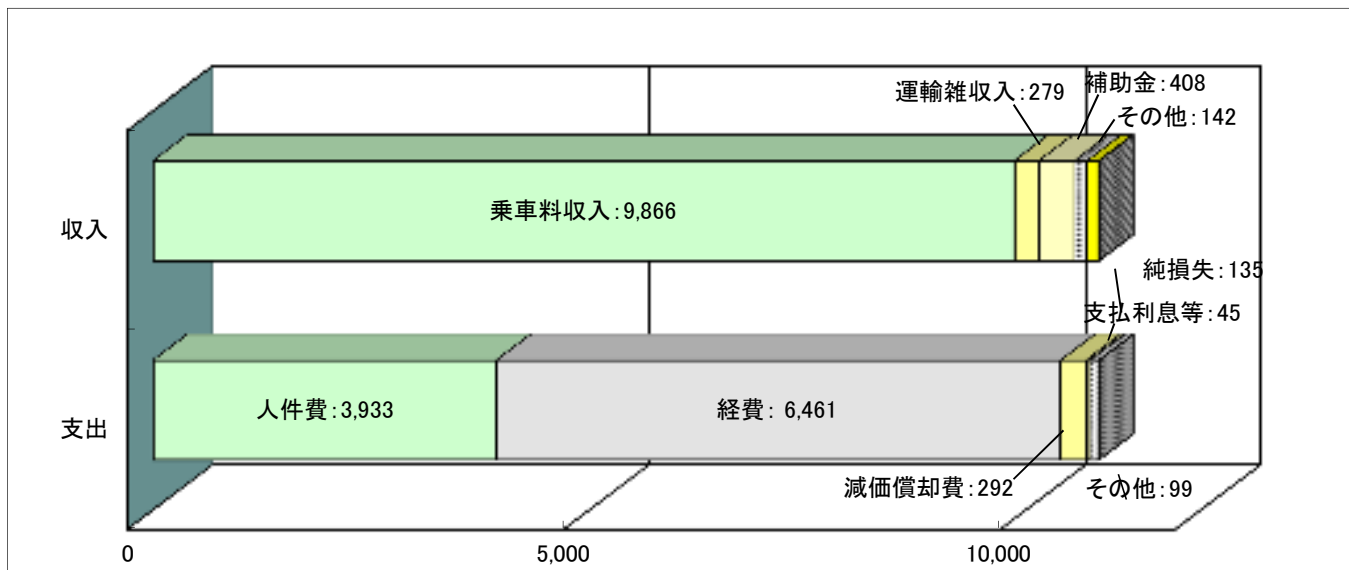 運輸雑収入:279
補助金:408
その他:142
収入
乗車料収入:9,866
純損失:135
支払利息等:45
支出
人件費:3,933
経費: 6,461
減価償却費:292
その他:99
0
5,000
10,000